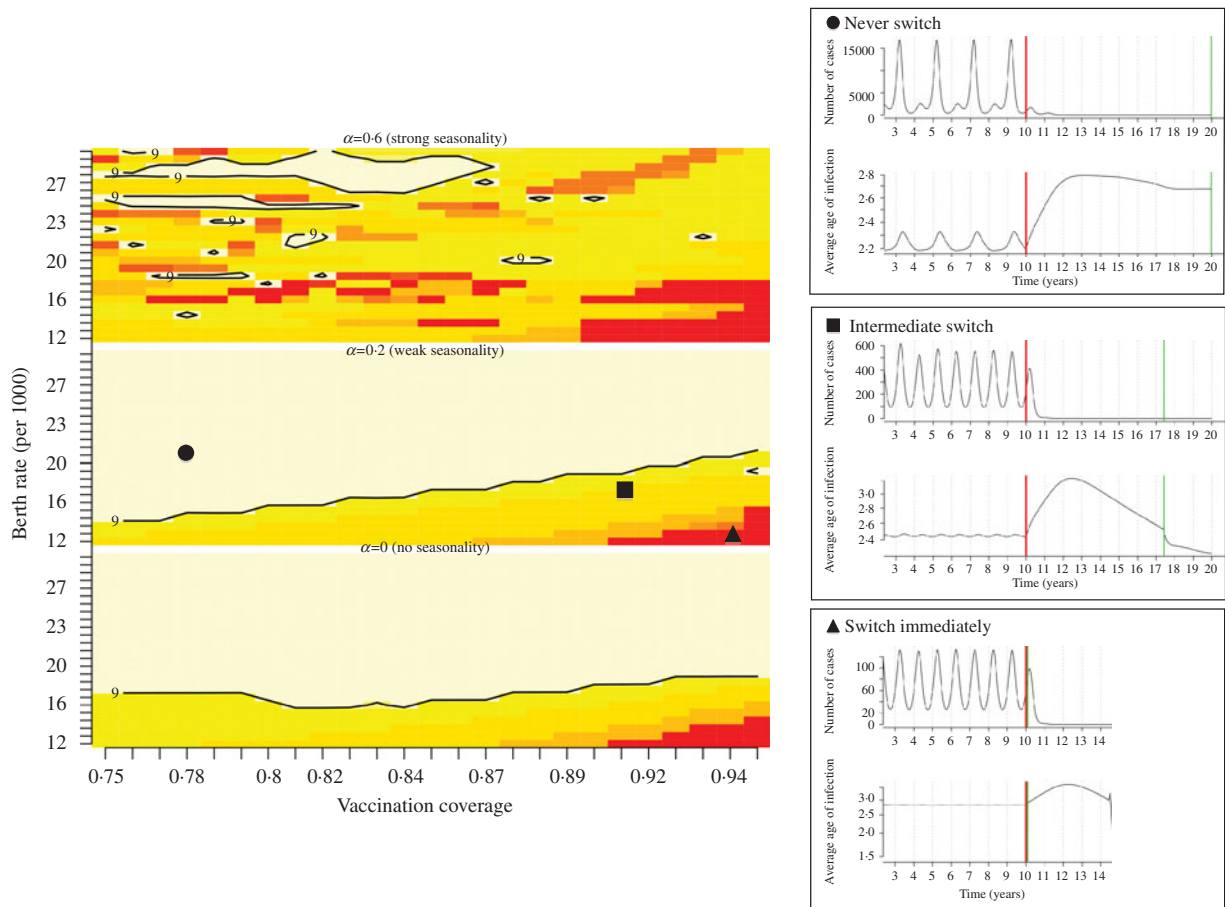 α=0·6 (strong seasonality)
9
9
9
9
9
9
9
9
27
23
20
16
12
α=0·2 (weak seasonality)
27
23
20
16
12
9
Berth rate (per 1000)
α=0 (no seasonality)
27
23
20
16
12
9
0·75 0·78 0·8 0·82 0·84 0·87 0·89 0·92 0·94
Vaccination coverage
Never switch
Number of cases
15000
5000
0
3 4 5 6 7 8 9 10 11 12 13 14 15 16 17 18 19 20
Average age of infection
2·8
2·6
2·4
2·2
3 4 5 6 7 8 9 10 11 12 13 14 15 16 17 18 19 20
Time (years)
Intermediate switch
Number of cases
600
400
200
0
3 4 5 6 7 8 9 10 11 12 13 14 15 16 17 18 19 20
Average age of infection
3·0
2·8
2·6
2·4
3 4 5 6 7 8 9 10 11 12 13 14 15 16 17 18 19 20
Time (years)
Switch immediately
Number of cases
100
60
20
0
3 4 5 6 7 8 9 10 11 12 13 14
Average age of infection
3·0
2·5
2·0
1·5
3 4 5 6 7 8 9 10 11 12 13 14
Time (years)